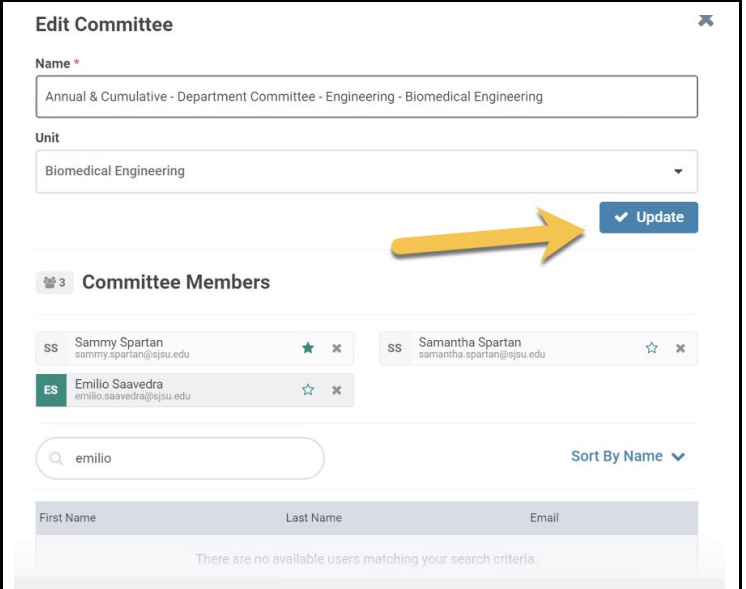 Edit Committee
Name *
Annual & Cumulative - Department Committee - Engineering - Biomedical Engineering
Unit
Biomedical Engineering
Update
3 Committee Members
SS Sammy Spartan
sammy.spartan@sjsu.edu
SS Samantha Spartan
samantha.spartan@sjsu.edu
ES Emilio Saavedra
emilio.saavedra@sjsu.edu
emilio
Sort By Name
First Name Last Name Email
There are no available users matching your search criteria.